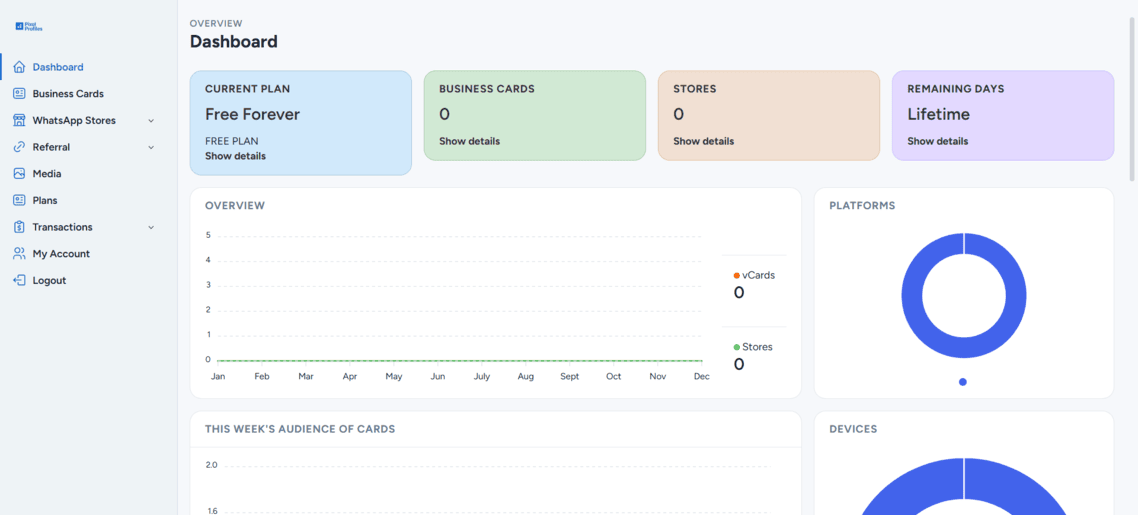 Pixel
Profiles
Dashboard
Business Cards
WhatsApp Stores
Referral
Media
Plans
Transactions
My Account
Logout
OVERVIEW
Dashboard
CURRENT PLAN
Free Forever
FREE PLAN
Show details
BUSINESS CARDS
0
Show details
STORES
0
Show details
REMAINING DAYS
Lifetime
Show details
OVERVIEW
5
4
3
2
1
0
Jan Feb Mar Apr May Jun July Aug Sept Oct Nov Dec
vCards
0
Stores
0
PLATFORMS
THIS WEEK'S AUDIENCE OF CARDS
2.0
1.6
DEVICES